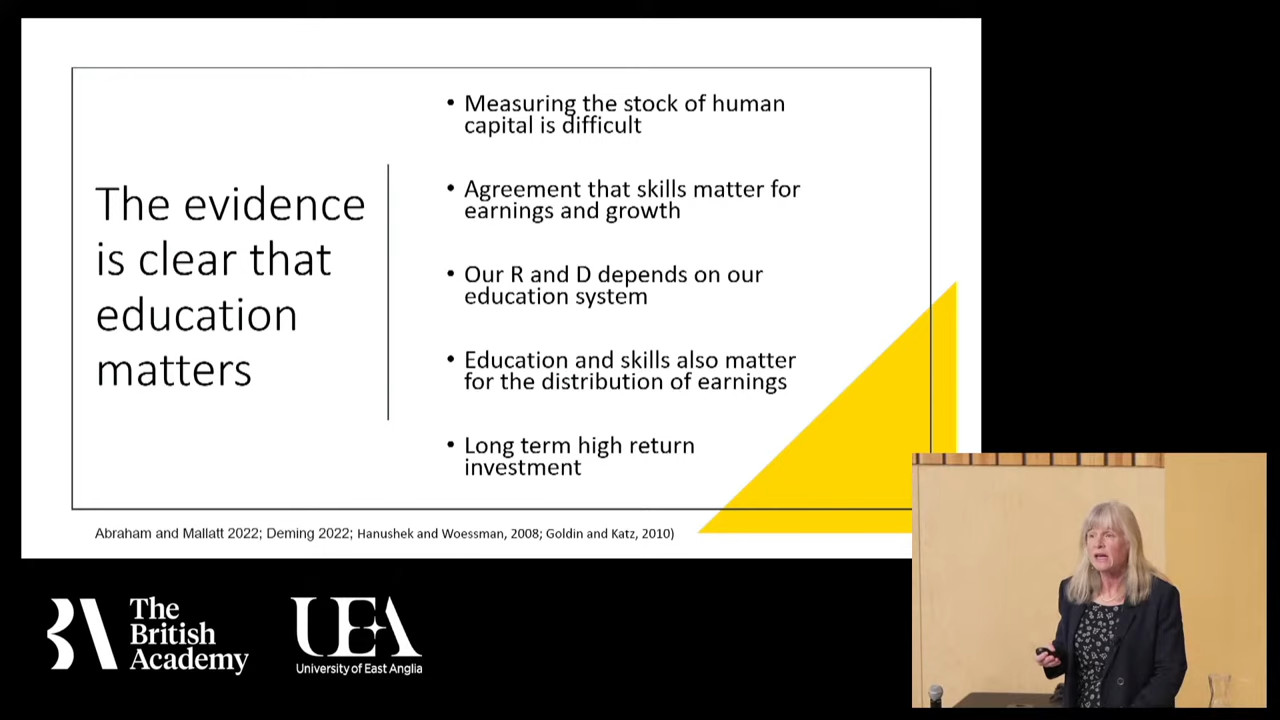 The evidence
is clear that
education
matters
• Measuring the stock of human
capital is difficult
• Agreement that skills matter for
earnings and growth
• Our R and D depends on our
education system
• Education and skills also matter
for the distribution of earnings
• Long term high return
investment
Abraham and Mallatt 2022; Deming 2022; Hanushek and Woessman, 2008; Goldin and Katz, 2010)
BA
The
British
Academy
UEA
University of East Anglia